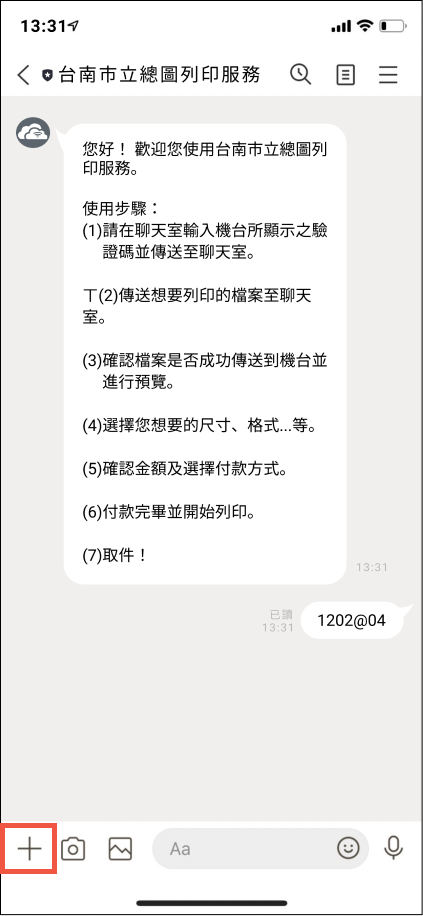 13:31
台南市立總圖列印服務
您好！ 歡迎您使用台南市立總圖列
印服務。
使用步驟：
(1)請在聊天室輸入機台所顯示之驗
證碼並傳送至聊天室。
ㄒ(2)傳送想要列印的檔案至聊天
室。
(3)確認檔案是否成功傳送到機台並
進行預覽。
(4)選擇您想要的尺寸、格式...等。
(5)確認金額及選擇付款方式。
(6)付款完畢並開始列印。
(7)取件！
13:31
已讀
13:31
1202@04
Aa